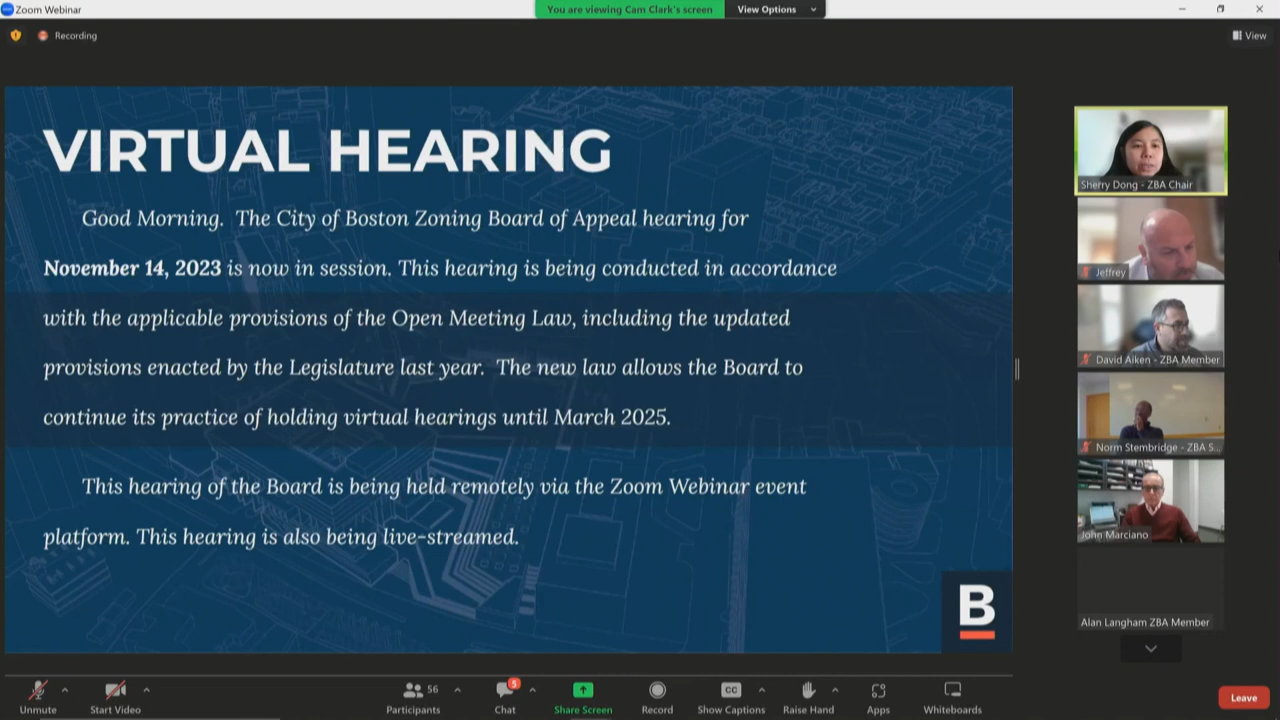 Zoom Webinar
You are viewing Cam Clark's screen
View Options
Recording
View
VIRTUAL HEARING
Good Morning. The City of Boston Zoning Board of Appeal hearing for
November 14, 2023 is now in session. This hearing is being conducted in accordance
with the applicable provisions of the Open Meeting Law, including the updated
provisions enacted by the Legislature last year. The new law allows the Board to
continue its practice of holding virtual hearings until March 2025.
This hearing of the Board is being held remotely via the Zoom Webinar event
platform. This hearing is also being live-streamed.
B
Sherry Dong - ZBA Chair
Jeffrey
David Aiken - ZBA Member
Norm Stembridge - ZBA S...
John Marciano
Alan Langham ZBA Member
Unmute
Start Video
56
Participants
5
Chat
Share Screen
Record
CC
Show Captions
Raise Hand
Apps
Whiteboards
Leave